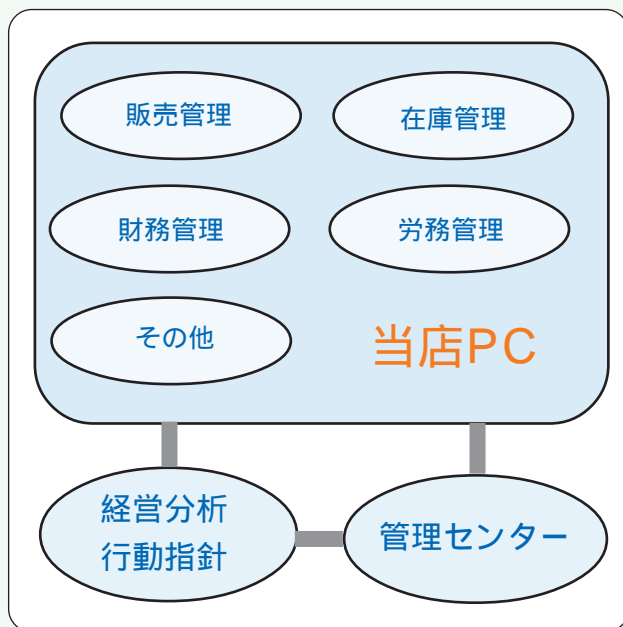 販売管理
在庫管理
財務管理
労務管理
その他
当店PC
経営分析
行動指針
管理センター